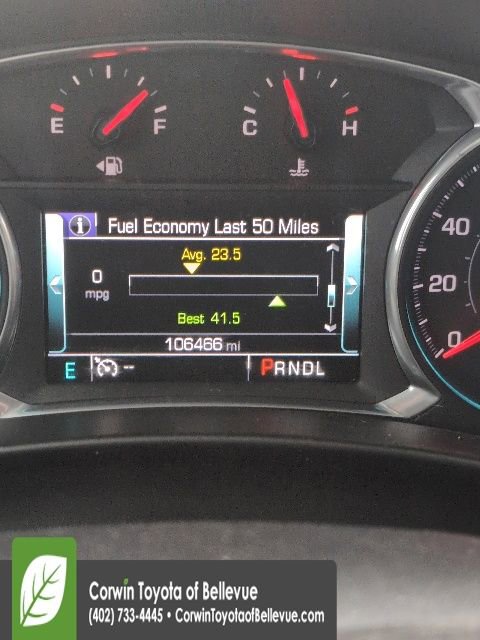 E F
C H
i Fuel Economy Last 50 Miles
Avg. 23.5
0
mpg
Best 41.5
106466 mi
E -- PRNDL
40
20
0
Corwin Toyota of Bellevue
(402) 733-4445 • CorwinToyotaofBellevue.com